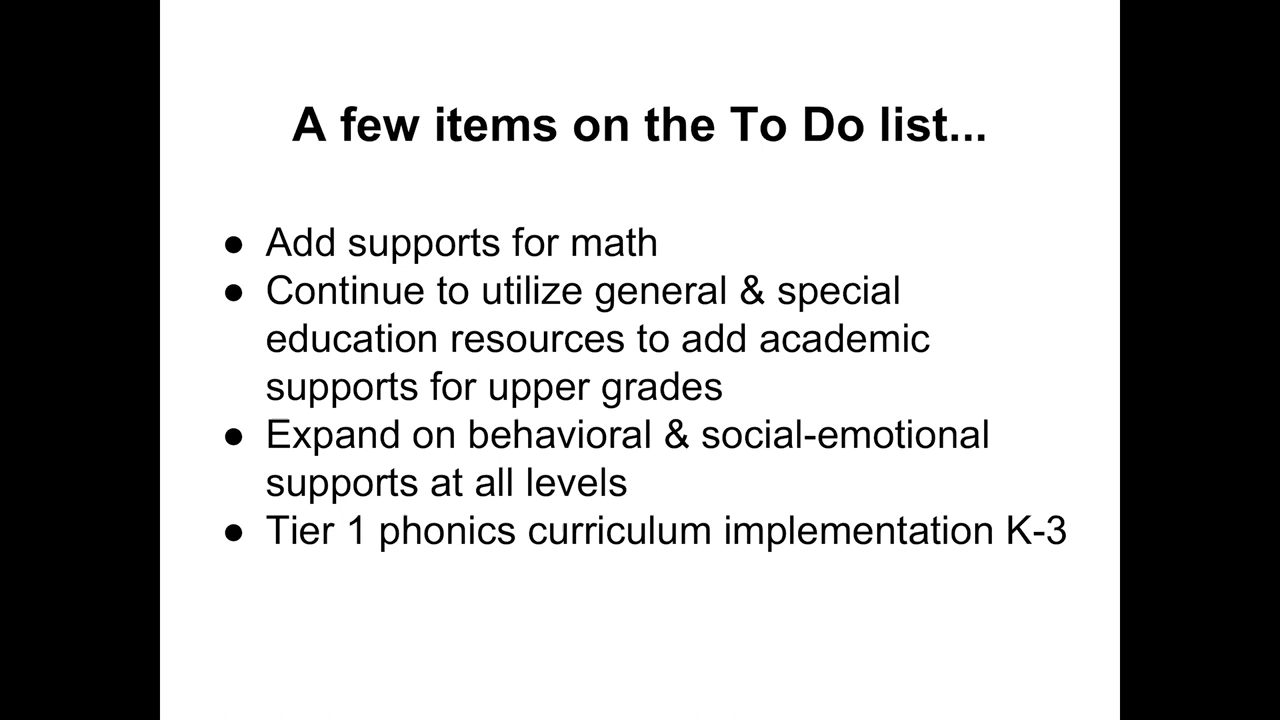 A few items on the To Do list...
● Add supports for math
● Continue to utilize general & special
education resources to add academic
supports for upper grades
● Expand on behavioral & social-emotional
supports at all levels
● Tier 1 phonics curriculum implementation K-3